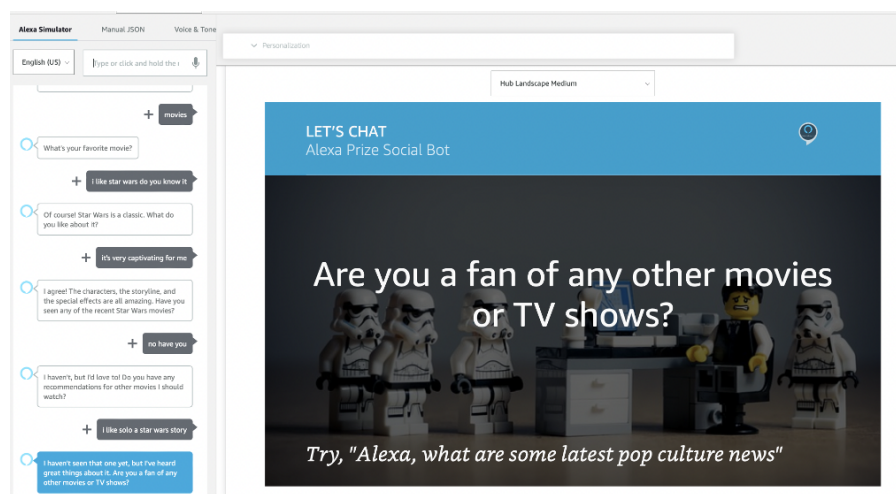 Alexa Simulator
Manual JSON
Voice & Tone
English (US)
Type or click and hold the
movies
What's your favorite movie?
i like star wars do you know it
Of course! Star Wars is a classic. What do
you like about it?
it's very captivating for me
I agree! The characters, the storyline, and
the special effects are all amazing. Have you
seen any of the recent Star Wars movies?
no have you
I haven't, but I'd love to! Do you have any
recommendations for other movies I should
watch?
i like solo a star wars story
I haven't seen that one yet, but I've heard
great things about it. Are you a fan of any
other movies or TV shows?
Personalization
Hub Landscape Medium
LET'S CHAT
Alexa Prize Social Bot
Are you a fan of any other movies
or TV shows?
Try, "Alexa, what are some latest pop culture news"